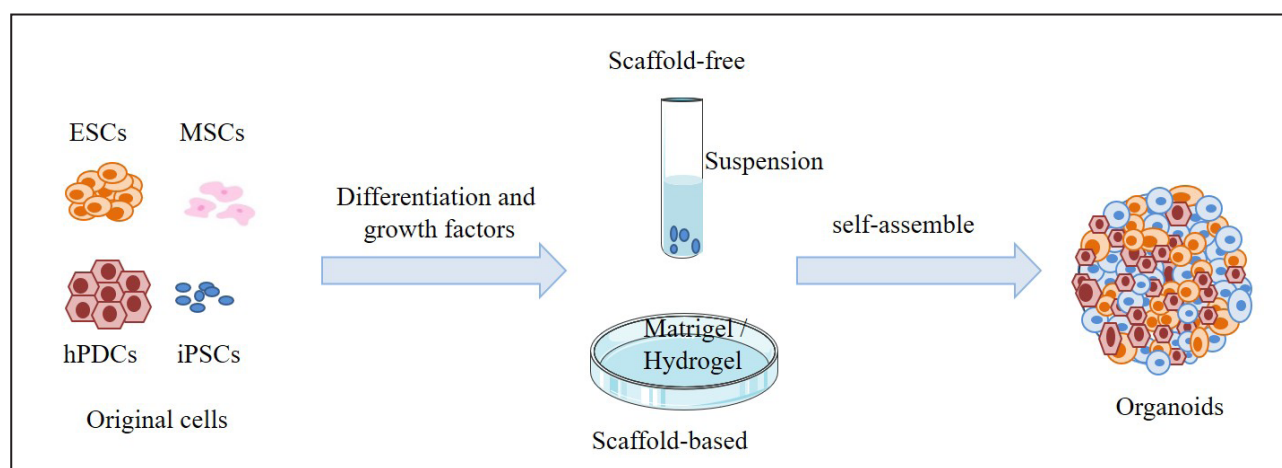 ESCs
MSCs
hPDCs
iPSCs
Original cells
Differentiation and
growth factors
Scaffold-free
Suspension
Matrigel /
Hydrogel
Scaffold-based
self-assemble
Organoids